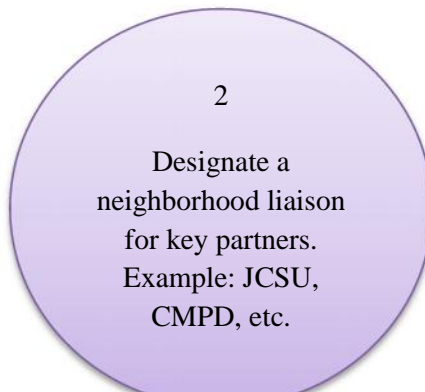 2
Designate a
neighborhood liaison
for key partners.
Example: JCSU,
CMPD, etc.